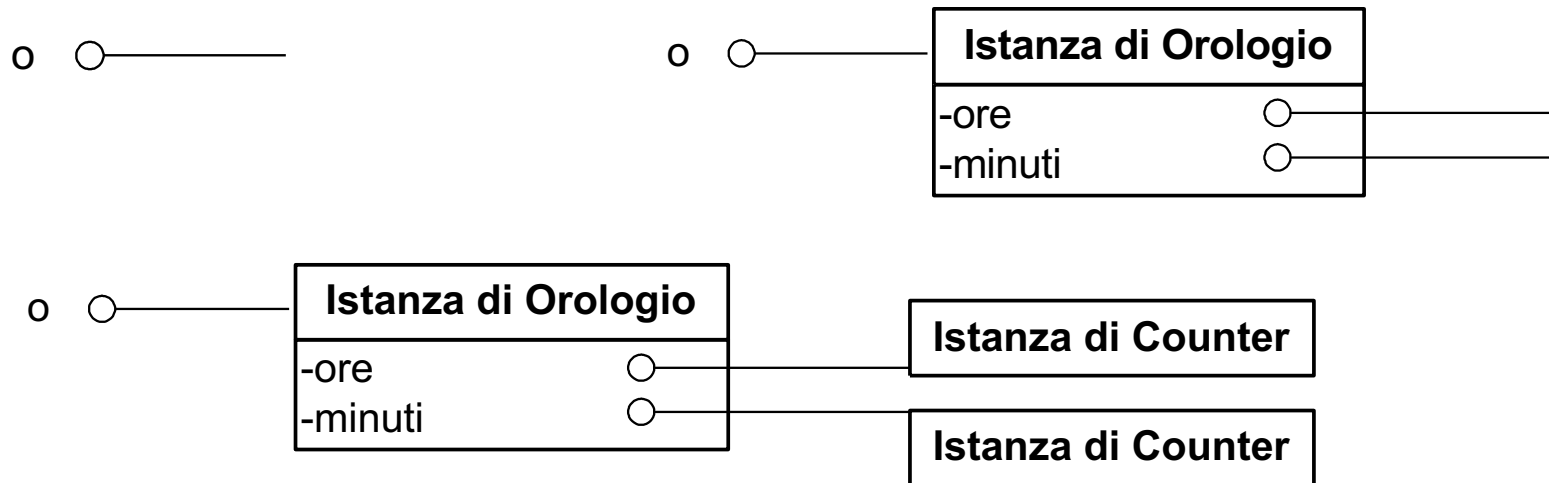 o
o
Istanza di Orologio
-ore
-minuti
o
Istanza di Orologio
-ore
-minuti
Istanza di Counter
Istanza di Counter